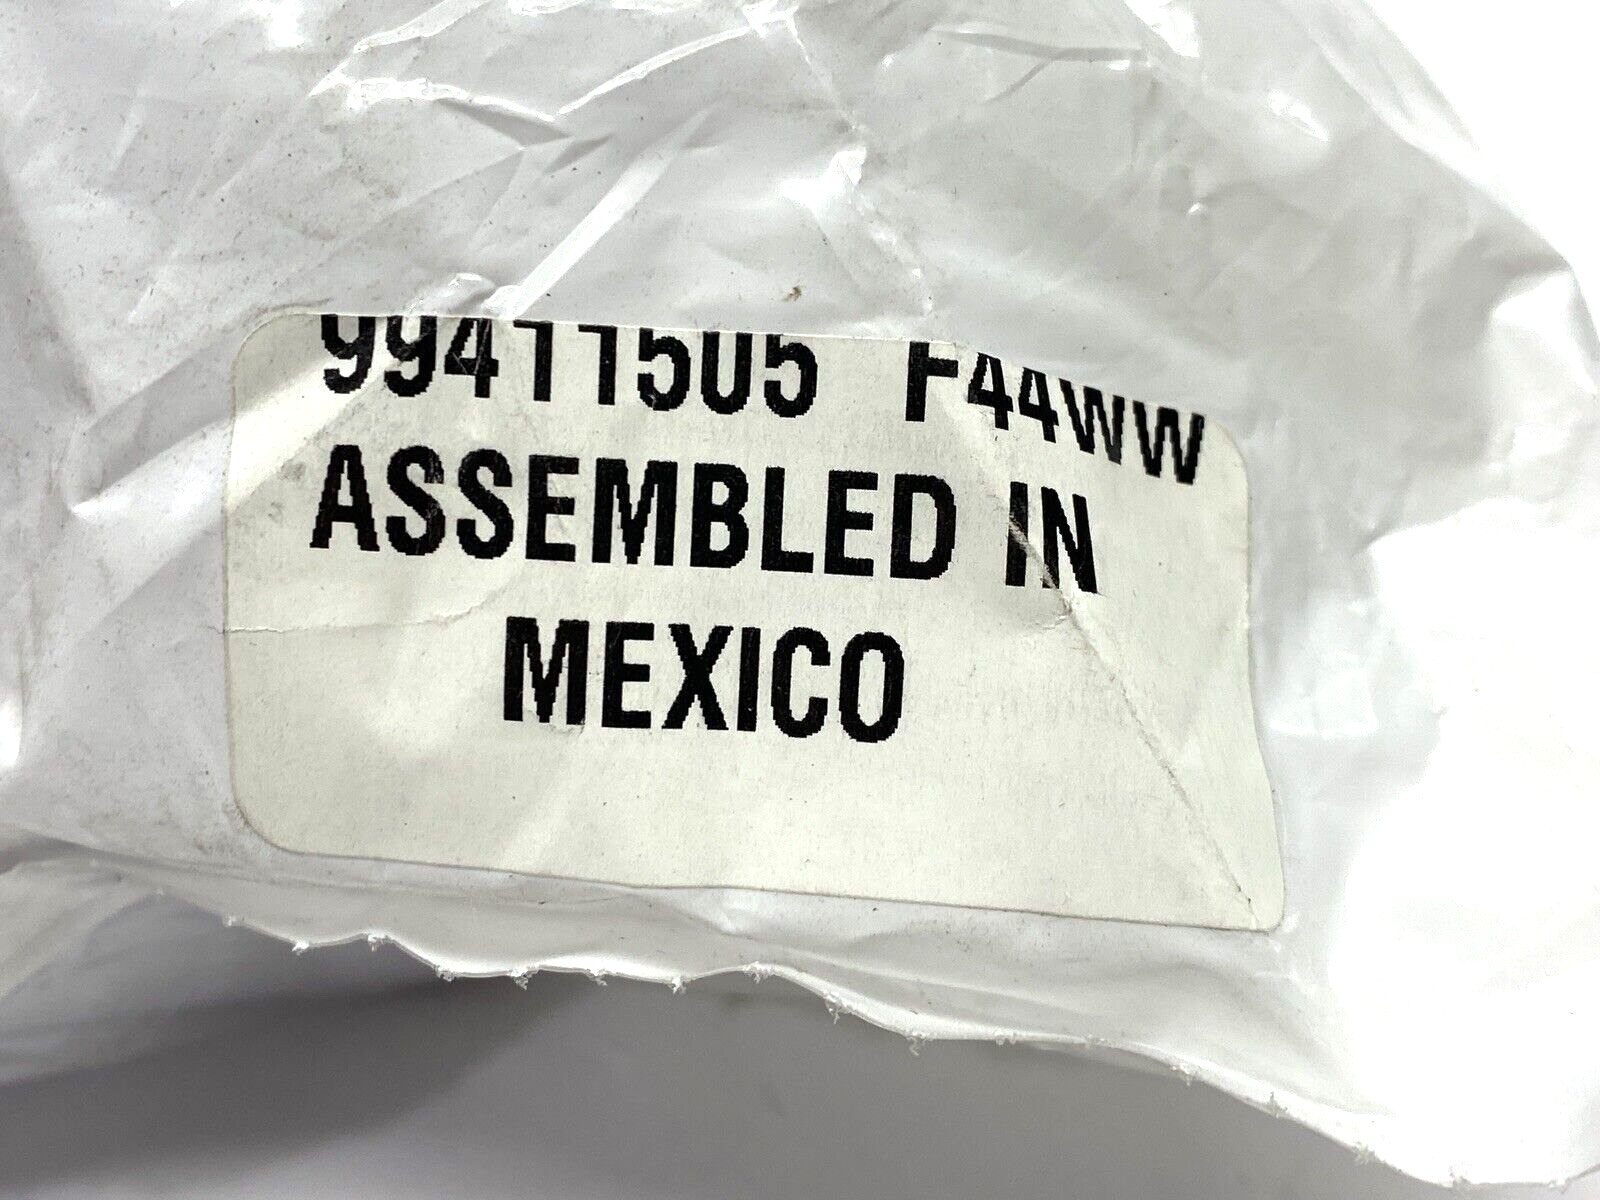 99411505 F44WW
ASSEMBLED IN
MEXICO